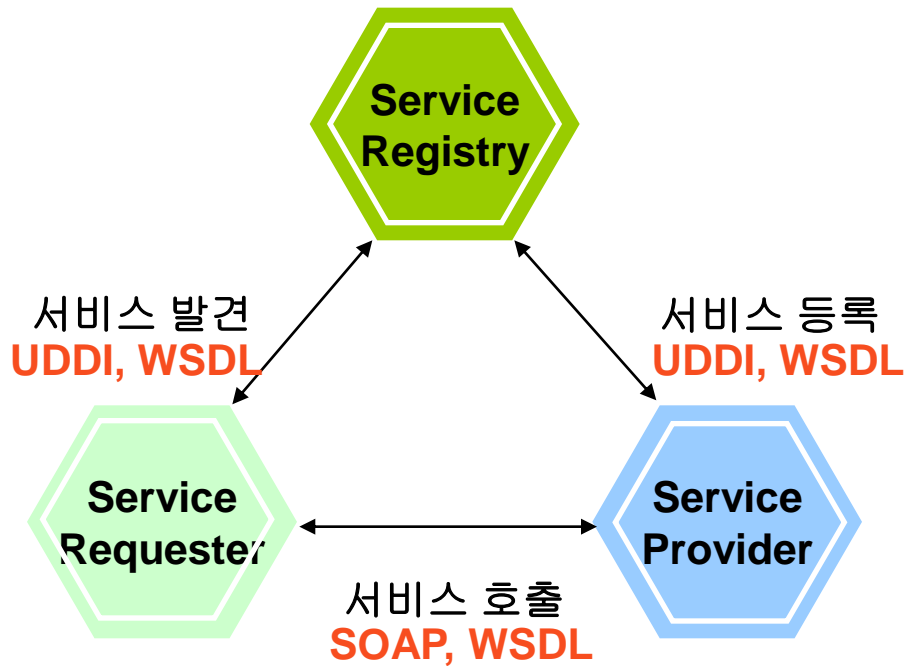 Service
Registry
서비스 발견
UDDI, WSDL
서비스 등록
UDDI, WSDL
Service
Requester
Service
Provider
서비스 호출
SOAP, WSDL